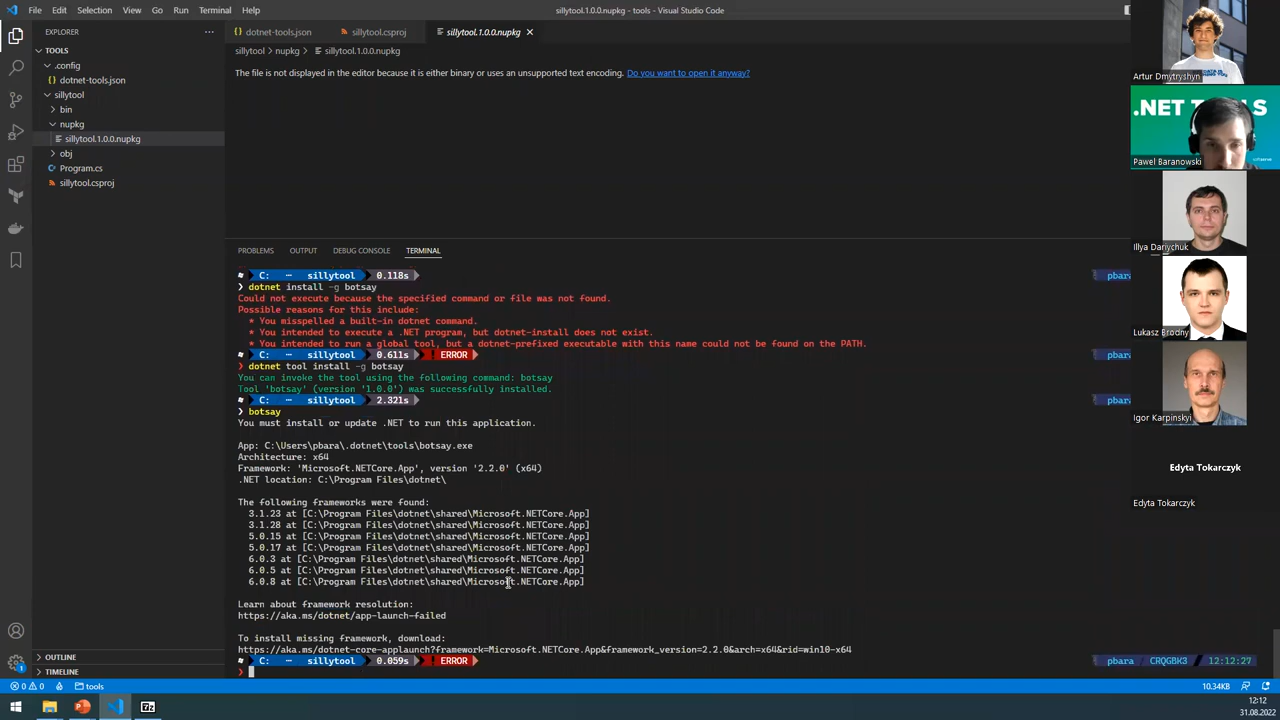 File Edit Selection View Go Run Terminal Help
sillytool.1.0.0.nupkg - tools - Visual Studio Code
EXPLORER
TOOLS
.config
dotnet-tools.json
sillytool
bin
nupkg
sillytool.1.0.0.nupkg
obj
Program.cs
sillytool.csproj
OUTLINE
TIMELINE
dotnet-tools.json sillytool.csproj sillytool.1.0.0.nupkg
sillytool > nupkg > sillytool.1.0.0.nupkg
The file is not displayed in the editor because it is either binary or uses an unsupported text encoding. Do you want to open it anyway?
PROBLEMS OUTPUT DEBUG CONSOLE TERMINAL
C: ⋯ sillytool 0.118s pbara
❯ dotnet install -g botsay
Could not execute because the specified command or file was not found.
Possible reasons for this include:
* You misspelled a built-in dotnet command.
* You intended to execute a .NET program, but dotnet-install does not exist.
* You intended to run a global tool, but a dotnet-prefixed executable with this name could not be found on the PATH.
C: ⋯ sillytool 0.611s ERROR pbara
❯ dotnet tool install -g botsay
You can invoke the tool using the following command: botsay
Tool 'botsay' (version '1.0.0') was successfully installed.
C: ⋯ sillytool 2.321s pbara
❯ botsay
You must install or update .NET to run this application.
App: C:\Users\pbara\.dotnet\tools\botsay.exe
Architecture: x64
Framework: 'Microsoft.NETCore.App', version '2.2.0' (x64)
.NET location: C:\Program Files\dotnet\
The following frameworks were found:
3.1.23 at [C:\Program Files\dotnet\shared\Microsoft.NETCore.App]
3.1.28 at [C:\Program Files\dotnet\shared\Microsoft.NETCore.App]
5.0.15 at [C:\Program Files\dotnet\shared\Microsoft.NETCore.App]
5.0.17 at [C:\Program Files\dotnet\shared\Microsoft.NETCore.App]
6.0.3 at [C:\Program Files\dotnet\shared\Microsoft.NETCore.App]
6.0.5 at [C:\Program Files\dotnet\shared\Microsoft.NETCore.App]
6.0.8 at [C:\Program Files\dotnet\shared\Microsoft.NETCore.App]
Learn about framework resolution:
https://aka.ms/dotnet/app-launch-failed
To install missing framework, download:
https://aka.ms/dotnet-core-applaunch?framework=Microsoft.NETCore.App&framework_version=2.2.0&arch=x64&rid=win10-x64
C: ⋯ sillytool 0.059s ERROR pbara CRQGBK3 12:12:27
❯
0 0 tools 10.34KB
12:12
31.08.2022
Artur Dmytryshyn
.NET TOOLS
Pawel Baranowski
Illya Danychuk
Lukasz Brodny
Igor Karpinskyi
Edyta Tokarczyk
Edyta Tokarczyk